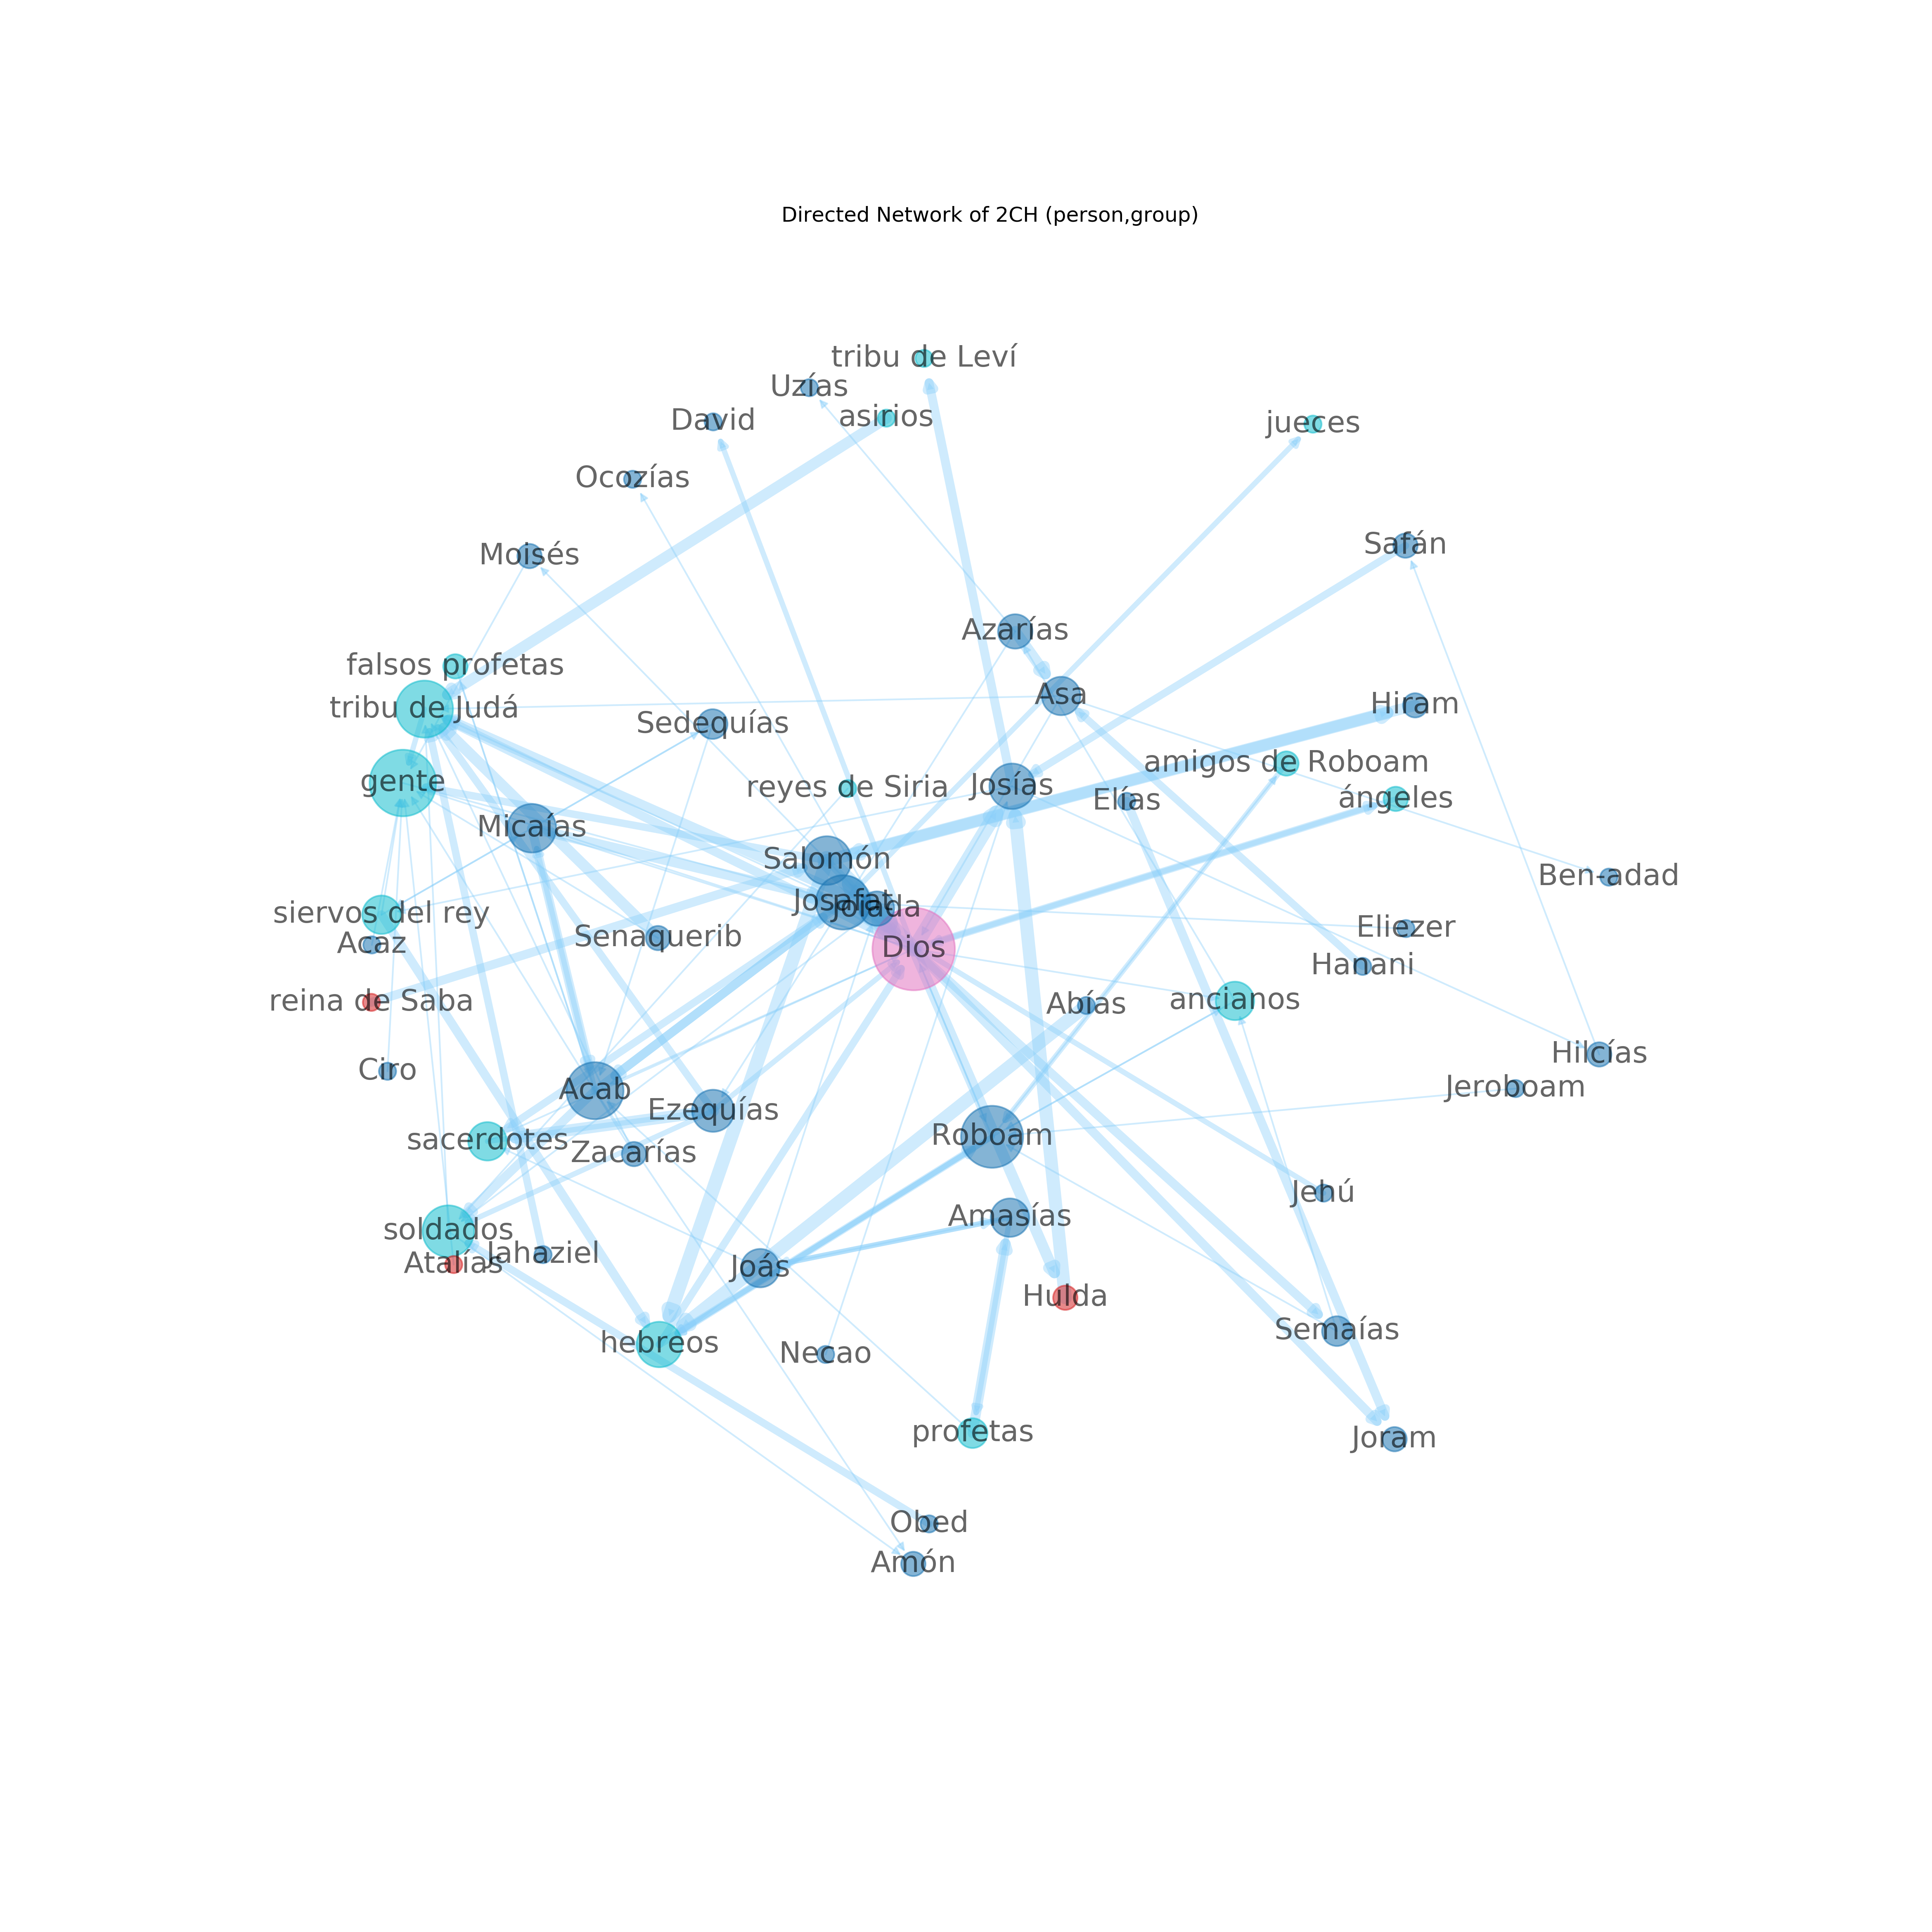 Directed Network of 2CH (person,group)
tribu de Leví
Uzías
asirios
David
jueces
Ocozías
Safán
Moisés
Azarías
falsos profetas
Asa
tribu de Judá
Hiram
Sedequías
amigos de Roboam
gente
reyes de Siria
Josías
Elías
ángeles
Micaías
Salomón
Ben-adad
Josafat
Joiada
siervos del rey
Eliezer
Acaz
Senaquerib
Dios
Hanani
reina de Saba
Abías
ancianos
Hilcías
Ciro
Acab
Jeroboam
Ezequías
sacerdotes
Roboam
Zacarías
Jehú
Amasías
soldados
Jahaziel
Atalías
Joás
Hulda
Semaías
hebreos
Necao
profetas
Joram
Obed
Amón